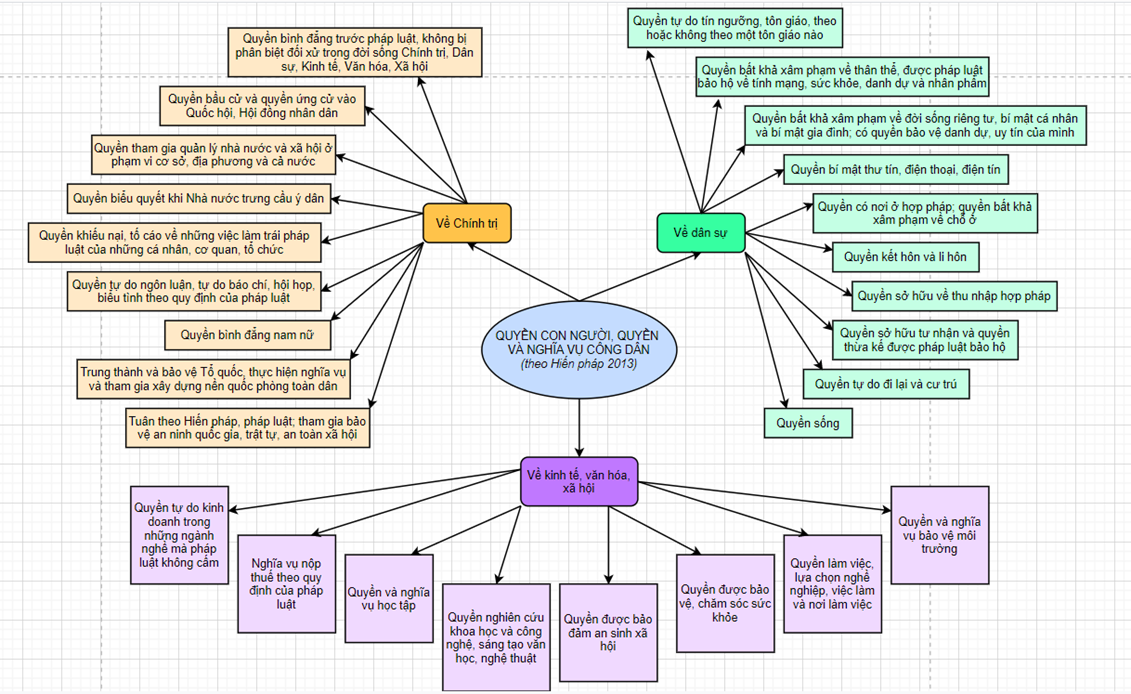 Quyền bình đẳng trước pháp luật, không bị
phân biệt đối xử trong đời sống Chính trị, Dân
sự, Kinh tế, Văn hóa, Xã hội
Quyền bầu cử và quyền ứng cử vào
Quốc hội, Hội đồng nhân dân
Quyền tham gia quản lý nhà nước và xã hội ở
phạm vi cơ sở, địa phương và cả nước
Quyền biểu quyết khi Nhà nước trưng cầu ý dân
Quyền khiếu nại, tố cáo về những việc làm trái pháp
luật của những cá nhân, cơ quan, tổ chức
Quyền tự do ngôn luận, tự do báo chí, hội họp,
biểu tình theo quy định của pháp luật
Quyền bình đẳng nam nữ
Trung thành và bảo vệ Tổ quốc, thực hiện nghĩa vụ
và tham gia xây dựng nền quốc phòng toàn dân
Tuân theo Hiến pháp, pháp luật; tham gia bảo
vệ an ninh quốc gia, trật tự, an toàn xã hội
Về Chính trị
Quyền tự do tín ngưỡng, tôn giáo, theo
hoặc không theo một tôn giáo nào
Quyền bất khả xâm phạm về thân thể, được pháp luật
bảo hộ về tính mạng, sức khỏe, danh dự và nhân phẩm
Quyền bất khả xâm phạm về đời sống riêng tư, bí mật cá nhân
và bí mật gia đình; có quyền bảo vệ danh dự, uy tín của mình
Quyền bí mật thư tín, điện thoại, điện tín
Quyền có nơi ở hợp pháp; quyền bất khả
xâm phạm về chổ ở
Quyền kết hôn và li hôn
Quyền sở hữu về thu nhập hợp pháp
Quyền sở hữu tư nhân và quyền
thừa kế được pháp luật bảo hộ
Quyền tự do đi lại và cư trú
Quyền sống
Về dân sự
QUYỀN CON NGƯỜI, QUYỀN
VÀ NGHĨA VỤ CÔNG DÂN
(theo Hiến pháp 2013)
Về kinh tế, văn hóa,
xã hội
Quyền tự do kinh
doanh trong
những ngành
nghề mà pháp
luật không cấm
Nghĩa vụ nộp
thuế theo quy
định của pháp
luật
Quyền và nghĩa
vụ học tập
Quyền nghiên cứu
khoa học và công
nghệ, sáng tạo văn
học, nghệ thuật
Quyền được bảo
đảm an sinh xã
hội
Quyền được bảo
vệ, chăm sóc sức
khỏe
Quyền làm việc,
lựa chọn nghề
nghiệp, việc làm
và nơi làm việc
Quyền và nghĩa
vụ bảo vệ môi
trường